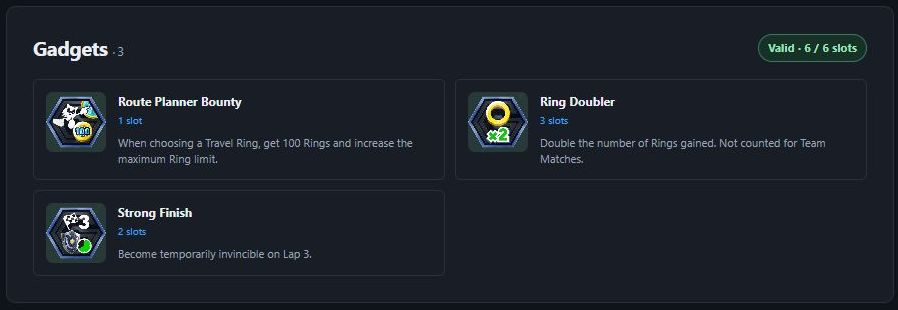 Gadgets · 3
Valid · 6 / 6 slots
Route Planner Bounty
1 slot
When choosing a Travel Ring, get 100 Rings and increase the
maximum Ring limit.
100
Ring Doubler
3 slots
Double the number of Rings gained. Not counted for Team
Matches.
×2
Strong Finish
2 slots
Become temporarily invincible on Lap 3.
3